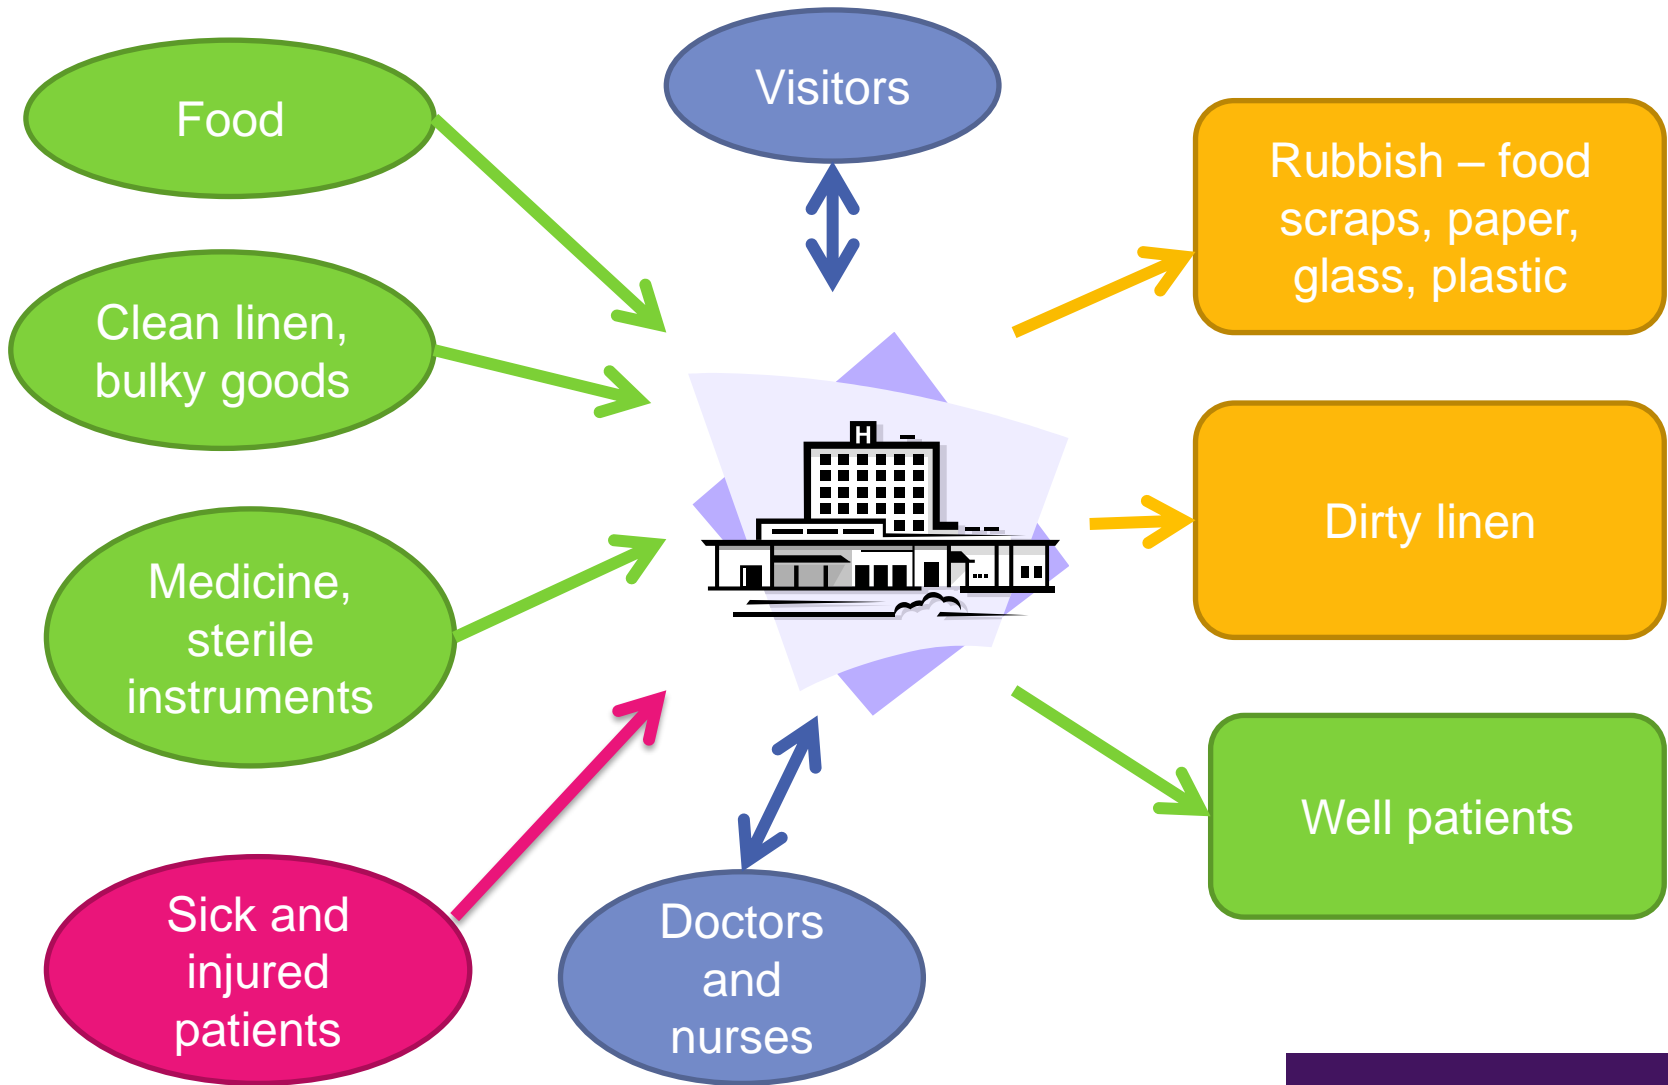 Food
Visitors
Rubbish – food
scraps, paper,
glass, plastic
Clean linen,
bulky goods
H
Dirty linen
Medicine,
sterile
instruments
Well patients
Sick and
injured
patients
Doctors
and
nurses